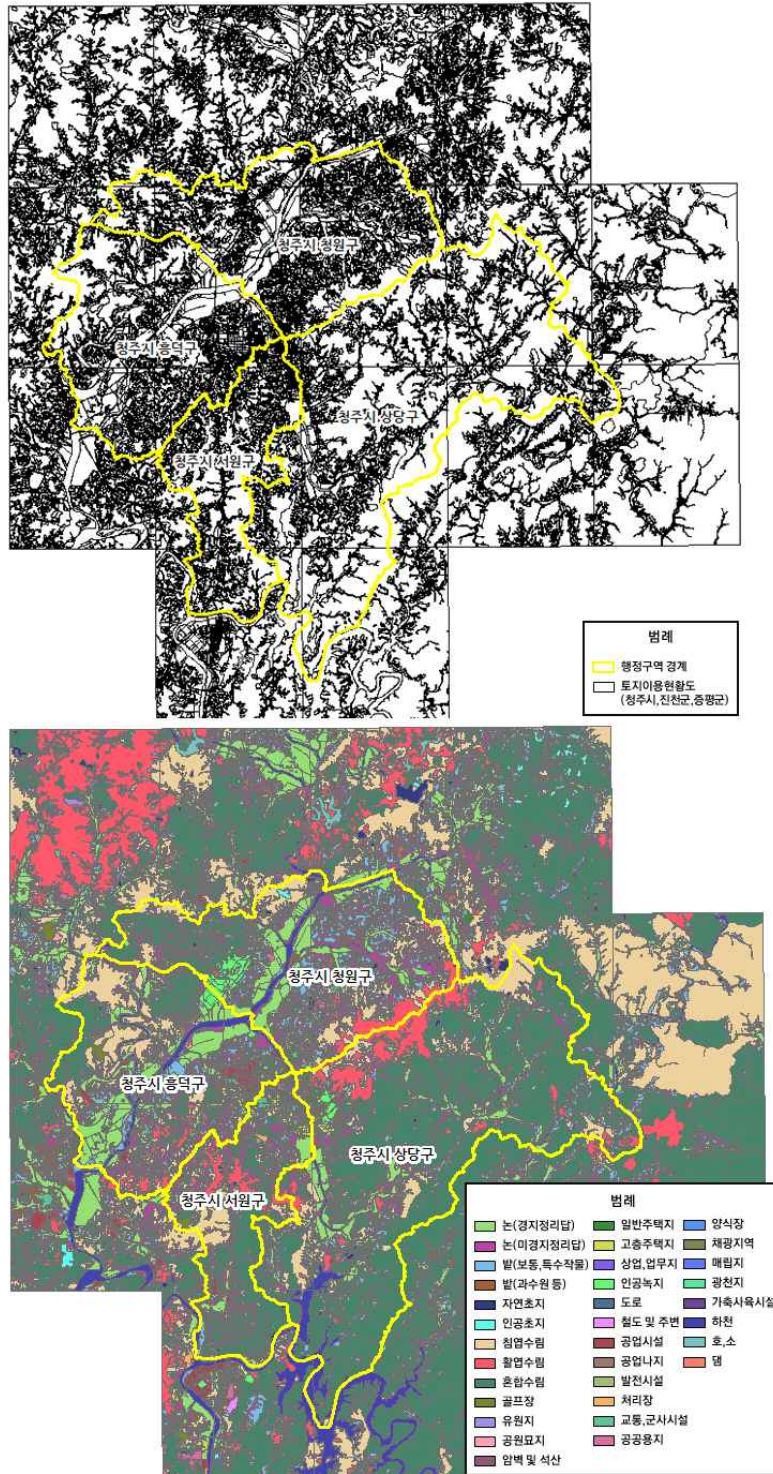 청주시 청원구
청주시 흥덕구
청주시 상당구
청주시 서원구
범례
행정구역 경계
토지이용현황도
(청주시,진천군,증평군)
청주시 청원구
청주시 흥덕구
청주시 상당구
청주시 서원구
범례
논(경지정리답) 일반주택지 양식장
논(미경지정리답) 고층주택지 채광지역
밭(보통,특수작물) 상업,업무지 매립지
밭(과수원 등) 인공녹지 광천지
자연초지 도로 가축사육시설
인공초지 철도 및 주변 하천
침엽수림 공업시설 호,소
활엽수림 공업나지 댐
혼합수림 발전시설
골프장 처리장
유원지 교통,군사시설
공원묘지 공공용지
암벽 및 석산